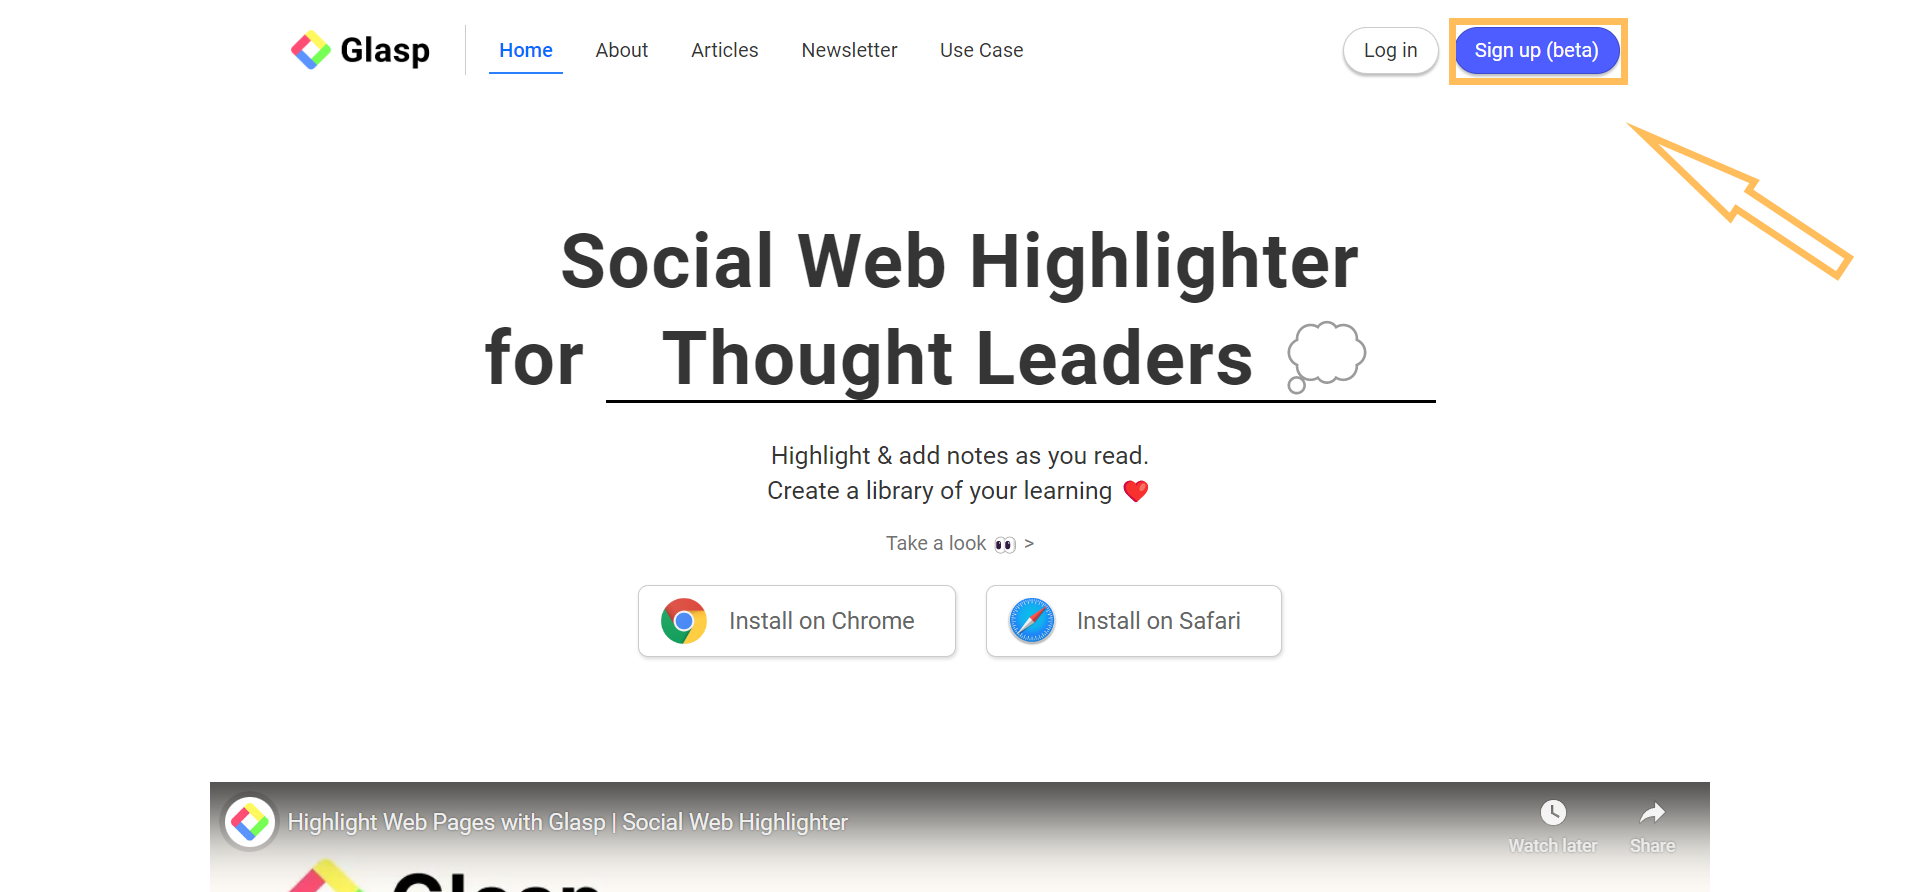 Glasp
Home
About
Articles
Newsletter
Use Case
Log in
Sign up (beta)
Social Web Highlighter
for Thought Leaders
Highlight & add notes as you read.
Create a library of your learning ❤️
Take a look 👀 >
Install on Chrome
Install on Safari
Highlight Web Pages with Glasp | Social Web Highlighter
Watch later
Share
Glasp